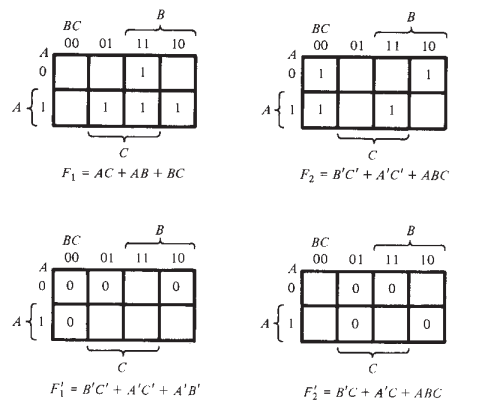 B
BC
00 01 11 10
A
0 1
A { 1 1 1 1
C
F₁ = AC + AB + BC
B
BC
00 01 11 10
A
0 1 1
A { 1 1 1
C
F₂ = B′C′ + A′C′ + ABC
B
BC
00 01 11 10
A
0 0 0 0
A { 1 0
C
F′₁ = B′C′ + A′C′ + A′B′
B
BC
00 01 11 10
A
0 0 0
A { 1 0 0
C
F′₂ = B′C + A′C + ABC